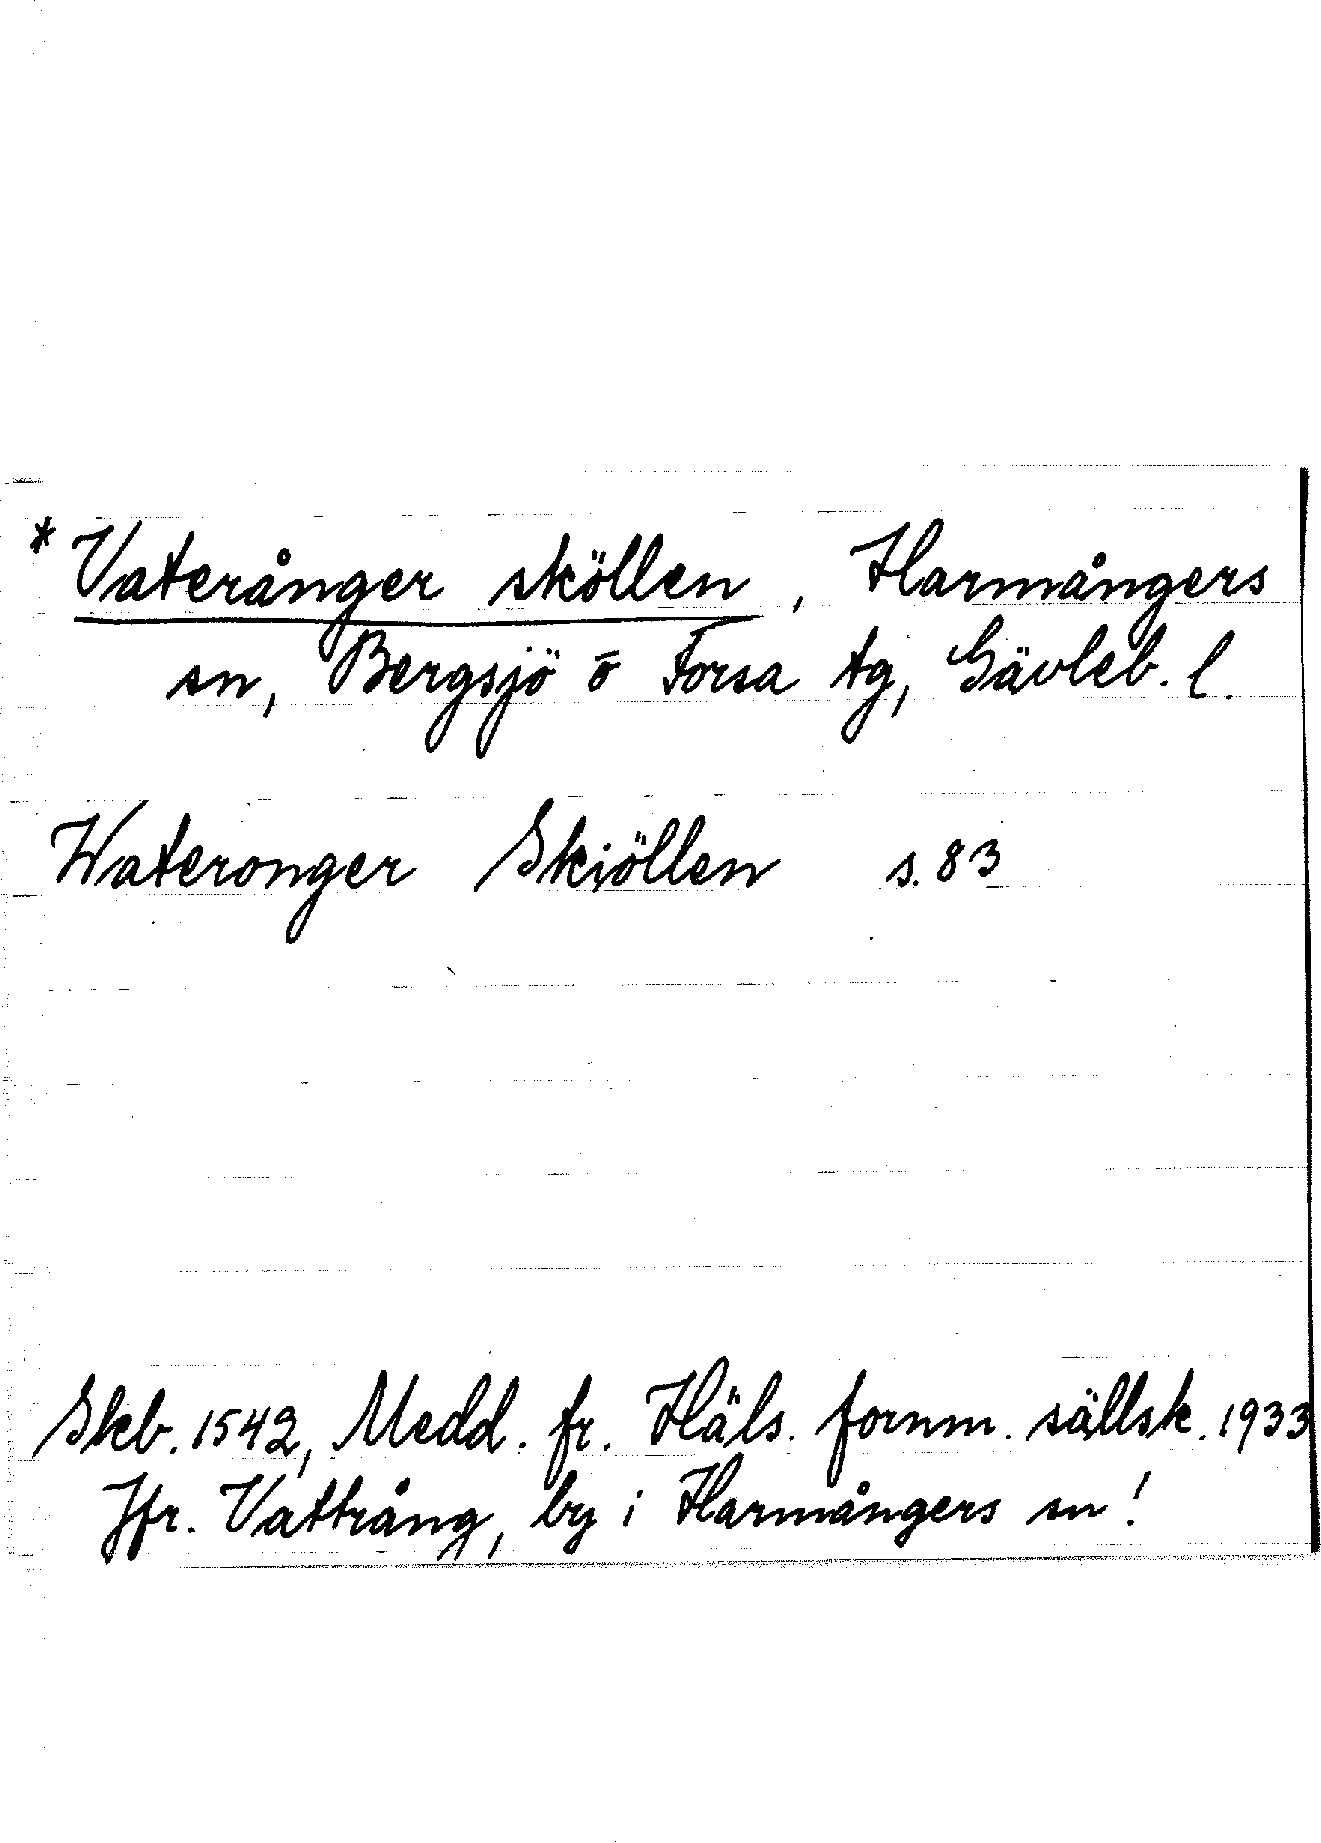 * Vateränger sköllen, Harmångers
sn, Bergsjö o Forsa tg, Gävleb. l.
Wateronger Skiöllen s. 83
Skb. 1542, Medd. fr. Häls. fornm. sällsk. 1933
Jfr. Vattrång, by i Harmångers sn!